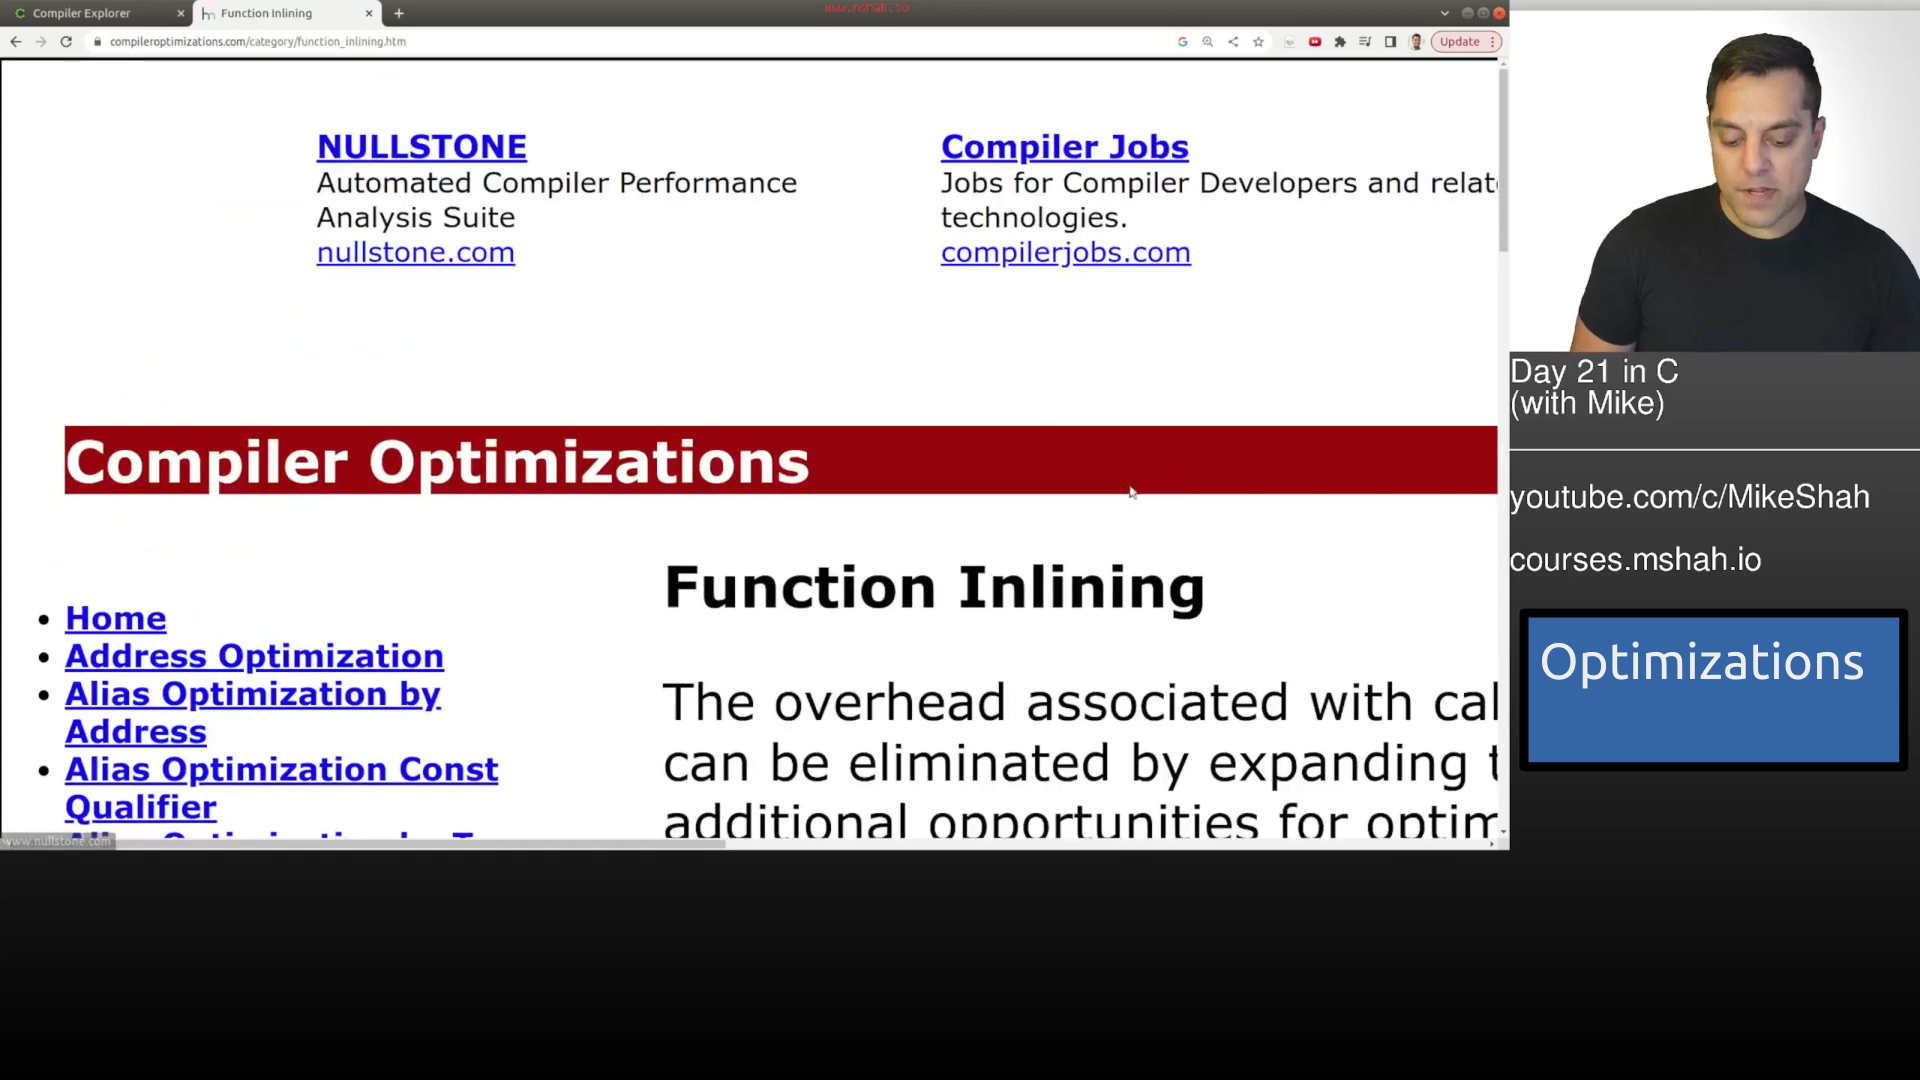 Compiler Explorer
Function Inlining
www.mshah.io
compileroptimizations.com/category/function_inlining.htm
Update
NULLSTONE
Automated Compiler Performance
Analysis Suite
nullstone.com
Compiler Jobs
Jobs for Compiler Developers and relat
technologies.
compilerjobs.com
Compiler Optimizations
Home
Address Optimization
Alias Optimization by
Address
Alias Optimization Const
Qualifier
Function Inlining
The overhead associated with cal
can be eliminated by expanding t
additional opportunities for optim
www.nullstone.com
Day 21 in C
(with Mike)
youtube.com/c/MikeShah
courses.mshah.io
Optimizations